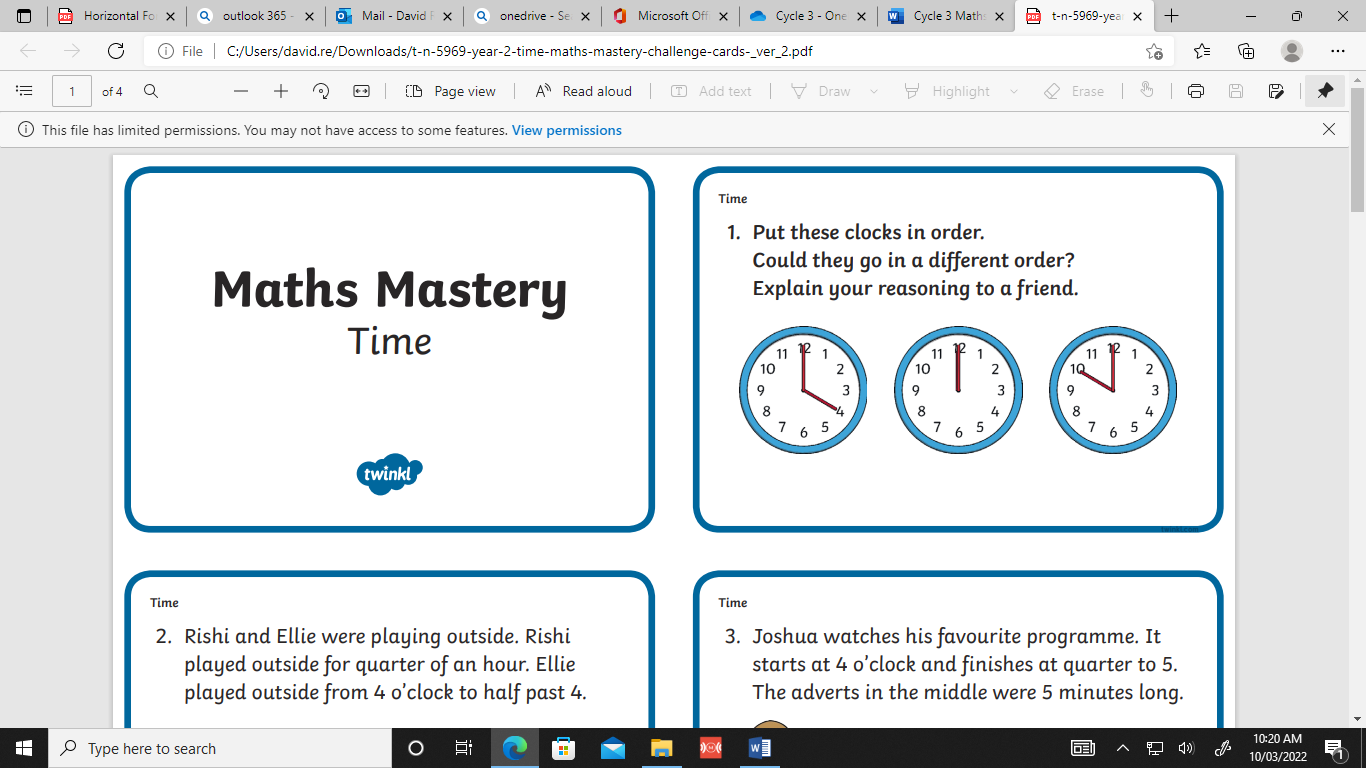 Horizontal Fo
outlook 365 -
Mail - David
onedrive - Se
Microsoft Off
Cycle 3 - One
Cycle 3 Maths
t-n-5969-yea
File
C:/Users/david.re/Downloads/t-n-5969-year-2-time-maths-mastery-challenge-cards-_ver_2.pdf
1 of 4
Page view
Read aloud
Add text
Draw
Highlight
Erase
This file has limited permissions. You may not have access to some features. View permissions
Maths Mastery
Time
twinkl
Time
1. Put these clocks in order.
Could they go in a different order?
Explain your reasoning to a friend.
12 1 2 3 4 5 6 7 8 9 10 11
12 1 2 3 4 5 6 7 8 9 10 11
12 1 2 3 4 5 6 7 8 9 10 11
Time
2. Rishi and Ellie were playing outside. Rishi
played outside for quarter of an hour. Ellie
played outside from 4 o'clock to half past 4.
Time
3. Joshua watches his favourite programme. It
starts at 4 o'clock and finishes at quarter to 5.
The adverts in the middle were 5 minutes long.
Type here to search
10:20 AM
10/03/2022
1